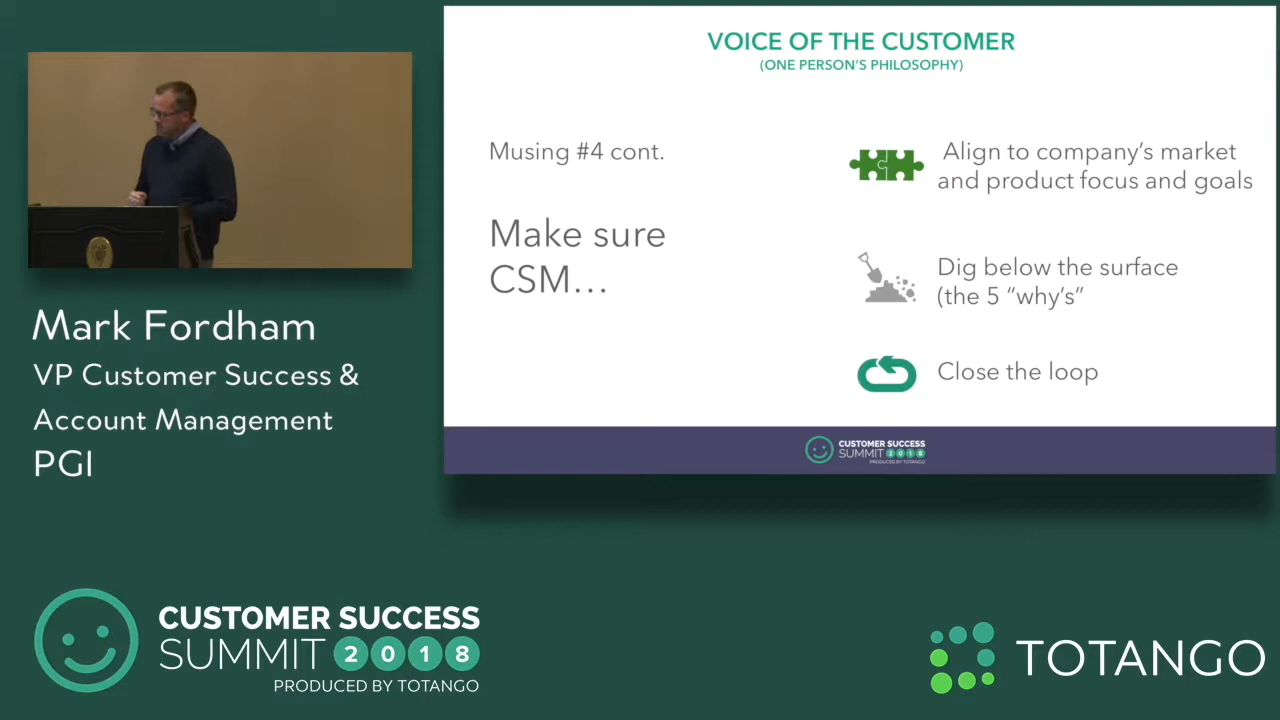 VOICE OF THE CUSTOMER
(ONE PERSON'S PHILOSOPHY)
Musing #4 cont.
Make sure
CSM…
Align to company's market
and product focus and goals
Dig below the surface
(the 5 “why's”
Close the loop
CUSTOMER SUCCESS
SUMMIT 2018
PRODUCED BY TOTANGO
Mark Fordham
VP Customer Success &
Account Management
PGI
CUSTOMER SUCCESS
SUMMIT 2018
PRODUCED BY TOTANGO
TOTANGO